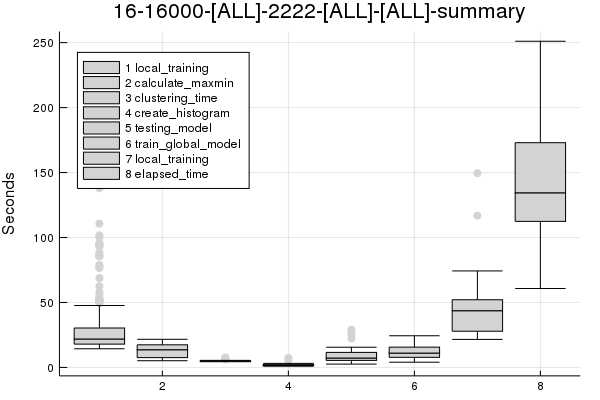 16-16000-[ALL]-2222-[ALL]-[ALL]-summary
250
200
150
100
50
0
Seconds
1 local_training
2 calculate_maxmin
3 clustering_time
4 create_histogram
5 testing_model
6 train_global_model
7 local_training
8 elapsed_time
2
4
6
8